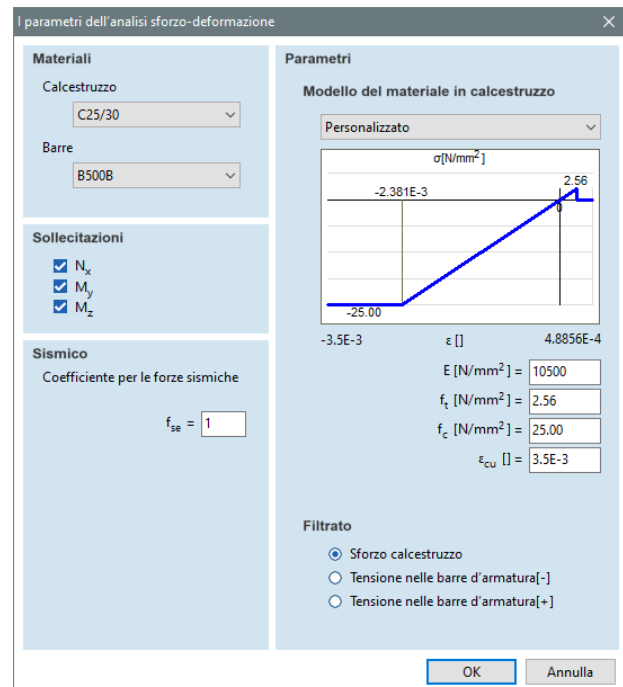 I parametri dell'analisi sforzo-deformazione
Materiali
Calcestruzzo
C25/30
Barre
B500B
Sollecitazioni
Nx
My
Mz
Sismico
Coefficiente per le forze sismiche
fse = 1
Parametri
Modello del materiale in calcestruzzo
Personalizzato
σ[N/mm²]
2.56
-2.381E-3
0
-25.00
-3.5E-3 ε [] 4.8856E-4
E [N/mm²] = 10500
ft [N/mm²] = 2.56
fc [N/mm²] = 25.00
εcu [] = 3.5E-3
Filtrato
Sforzo calcestruzzo
Tensione nelle barre d'armatura[-]
Tensione nelle barre d'armatura[+]
OK Annulla